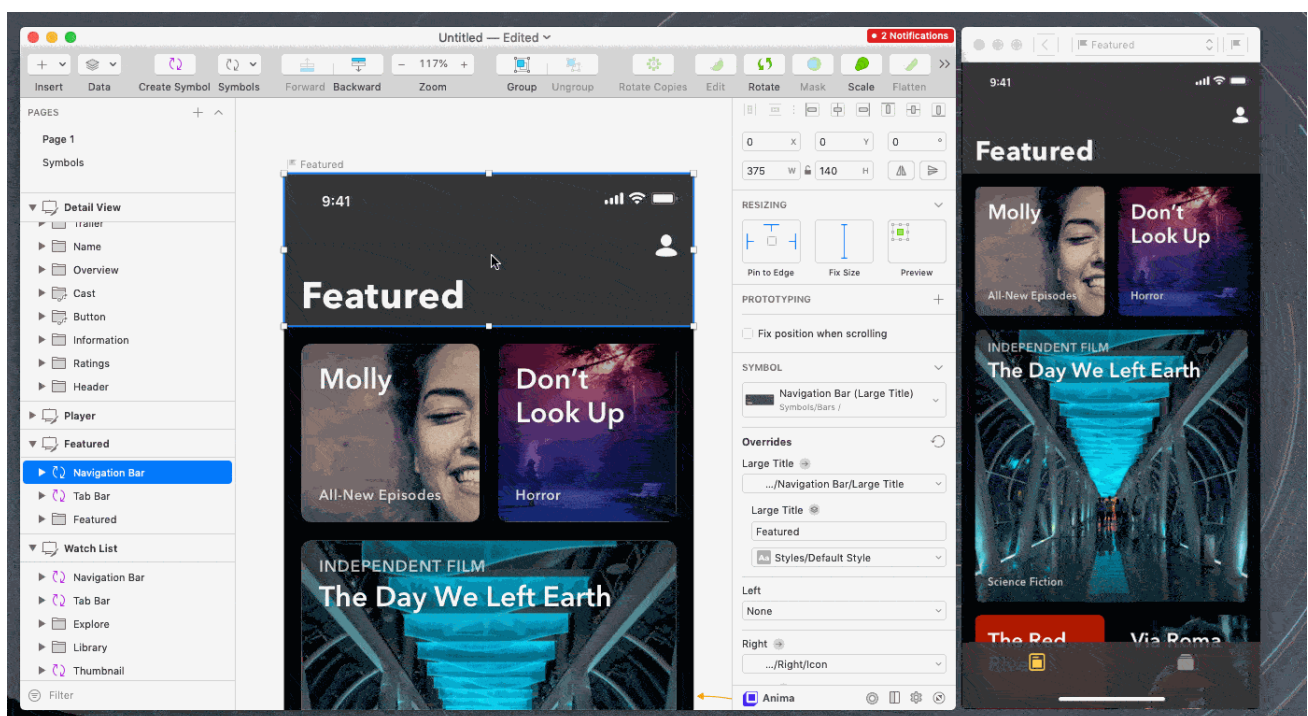 Untitled — Edited
2 Notifications
117%
Insert
Data
Create Symbol
Symbols
Forward
Backward
Zoom
Group
Ungroup
Rotate Copies
Edit
Rotate
Mask
Scale
Flatten
PAGES
Page 1
Symbols
Detail View
Trailer
Name
Overview
Cast
Button
Information
Ratings
Header
Player
Featured
Navigation Bar
Tab Bar
Featured
Watch List
Navigation Bar
Tab Bar
Explore
Library
Thumbnail
Filter
Featured
9:41
Featured
Molly
All-New Episodes
Don't
Look Up
Horror
INDEPENDENT FILM
The Day We Left Earth
0 X
0 Y
0 °
375 W
140 H
RESIZING
Pin to Edge
Fix Size
Preview
PROTOTYPING
Fix position when scrolling
SYMBOL
Navigation Bar (Large Title)
Symbols/Bars /
Overrides
Large Title
.../Navigation Bar/Large Title
Large Title
Featured
Aa Styles/Default Style
Left
None
Right
.../Right/Icon
Anima
Featured
9:41
Featured
Molly
All-New Episodes
Don't
Look Up
Horror
INDEPENDENT FILM
The Day We Left Earth
Science Fiction
The Red
River
Via Roma